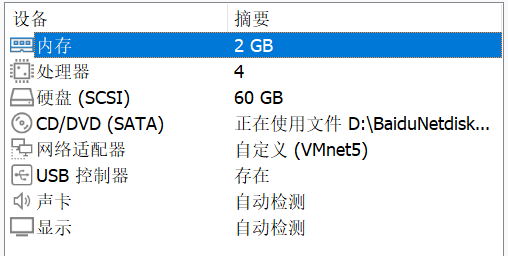 设备 摘要
内存 2 GB
处理器 4
硬盘 (SCSI) 60 GB
CD/DVD (SATA) 正在使用文件 D:\BaiduNetdisk...
网络适配器 自定义 (VMnet5)
USB 控制器 存在
声卡 自动检测
显示 自动检测